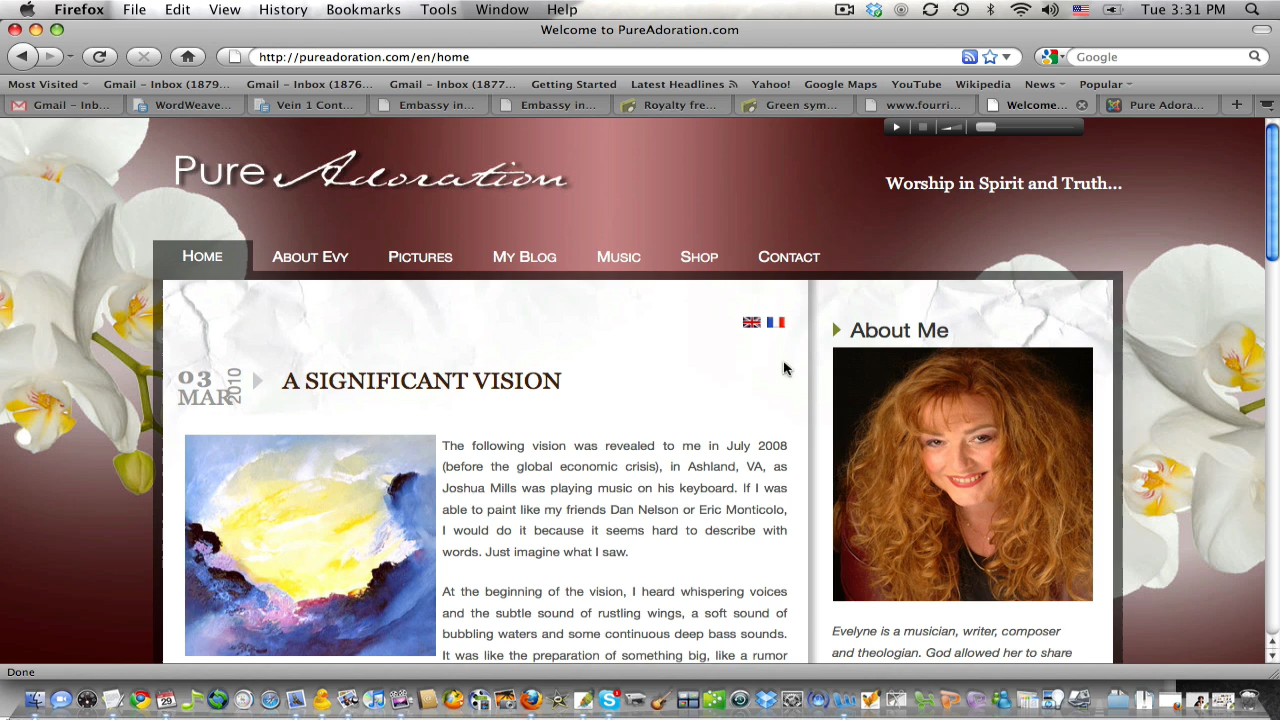 Firefox File Edit View History Bookmarks Tools Window Help Tue 3:31 PM
Welcome to PureAdoration.com
http://pureadoration.com/en/home Google
Most Visited Gmail – Inbox (1879... Gmail – Inbox (1876... Gmail – Inbox (1877... Getting Started Latest Headlines Yahoo! Google Maps YouTube Wikipedia News Popular
Gmail – Inb... WordWeave... Vein 1 Cont... Embassy in... Embassy in... Royalty fre... Green sym... www.fourri... Welcome... Pure Adora...
Pure Adoration
Worship in Spirit and Truth...
Home About Evy Pictures My Blog Music Shop Contact
About Me
03 MAR 2010
A SIGNIFICANT VISION
The following vision was revealed to me in July 2008
(before the global economic crisis), in Ashland, VA, as
Joshua Mills was playing music on his keyboard. If I was
able to paint like my friends Dan Nelson or Eric Monticolo,
I would do it because it seems hard to describe with
words. Just imagine what I saw.
At the beginning of the vision, I heard whispering voices
and the subtle sound of rustling wings, a soft sound of
bubbling waters and some continuous deep bass sounds.
It was like the preparation of something big, like a rumor
Evelyne is a musician, writer, composer
and theologian. God allowed her to share
Done